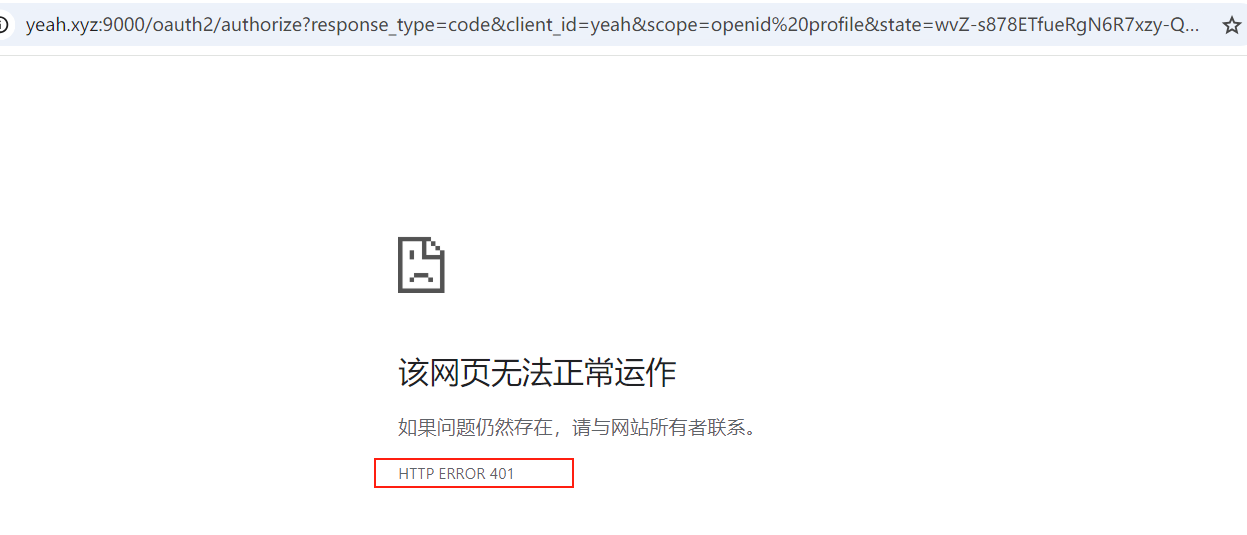 yeah.xyz:9000/oauth2/authorize?response_type=code&client_id=yeah&scope=openid%20profile&state=wvZ-s878ETfueRgN6R7xzy-Q...
该网页无法正常运作
如果问题仍然存在，请与网站所有者联系。
HTTP ERROR 401